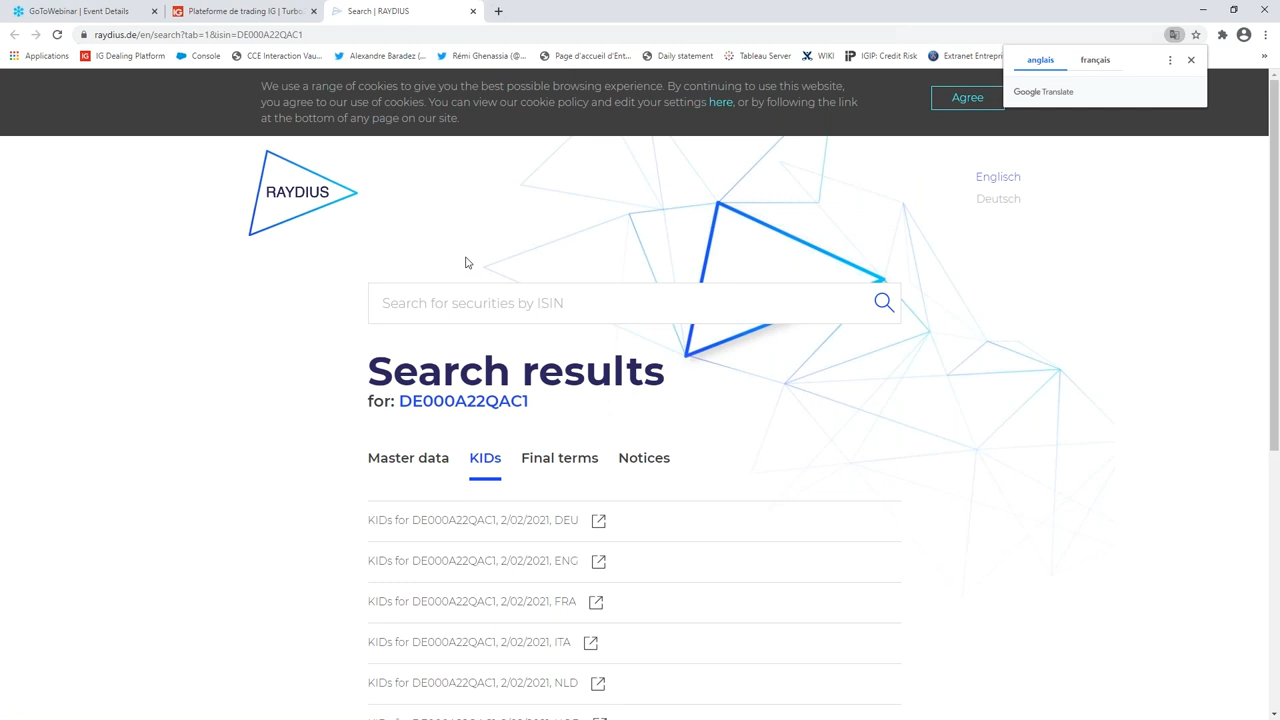 GoToWebinar | Event Details
Plateforme de trading IG | Turbo
Search | RAYDIUS
raydius.de/en/search?tab=1&isin=DE000A22QAC1
Applications
IG Dealing Platform
Console
CCE Interaction Vau...
Alexandre Baradez (...
Rémi Ghenassia (@...
Page d'accueil d'Ent...
Daily statement
Tableau Server
WIKI
IGIP: Credit Risk
Extranet Entrepri
anglais
français
Google Translate
We use a range of cookies to give you the best possible browsing experience. By continuing to use this website,
you agree to our use of cookies. You can view our cookie policy and edit your settings here, or by following the link
at the bottom of any page on our site.
Agree
RAYDIUS
Englisch
Deutsch
Search for securities by ISIN
Search results
for: DE000A22QAC1
Master data
KIDs
Final terms
Notices
KIDs for DE000A22QAC1, 2/02/2021, DEU
KIDs for DE000A22QAC1, 2/02/2021, ENG
KIDs for DE000A22QAC1, 2/02/2021, FRA
KIDs for DE000A22QAC1, 2/02/2021, ITA
KIDs for DE000A22QAC1, 2/02/2021, NLD